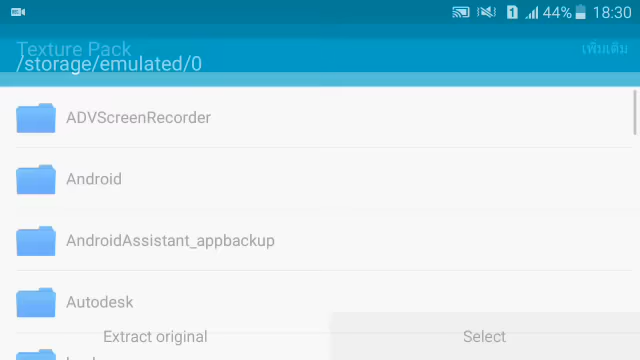 1 44% 18:30
Texture Pack เพิ่มเติม
/storage/emulated/0
ADVScreenRecorder
Android
AndroidAssistant_appbackup
Autodesk
Extract original Select